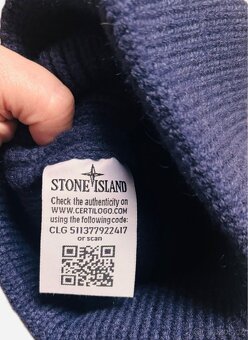 STONE ISLAND
Check the authenticity on
WWW.CERTILOGO.COM
using the following code:
CLG 511377922417
or scan